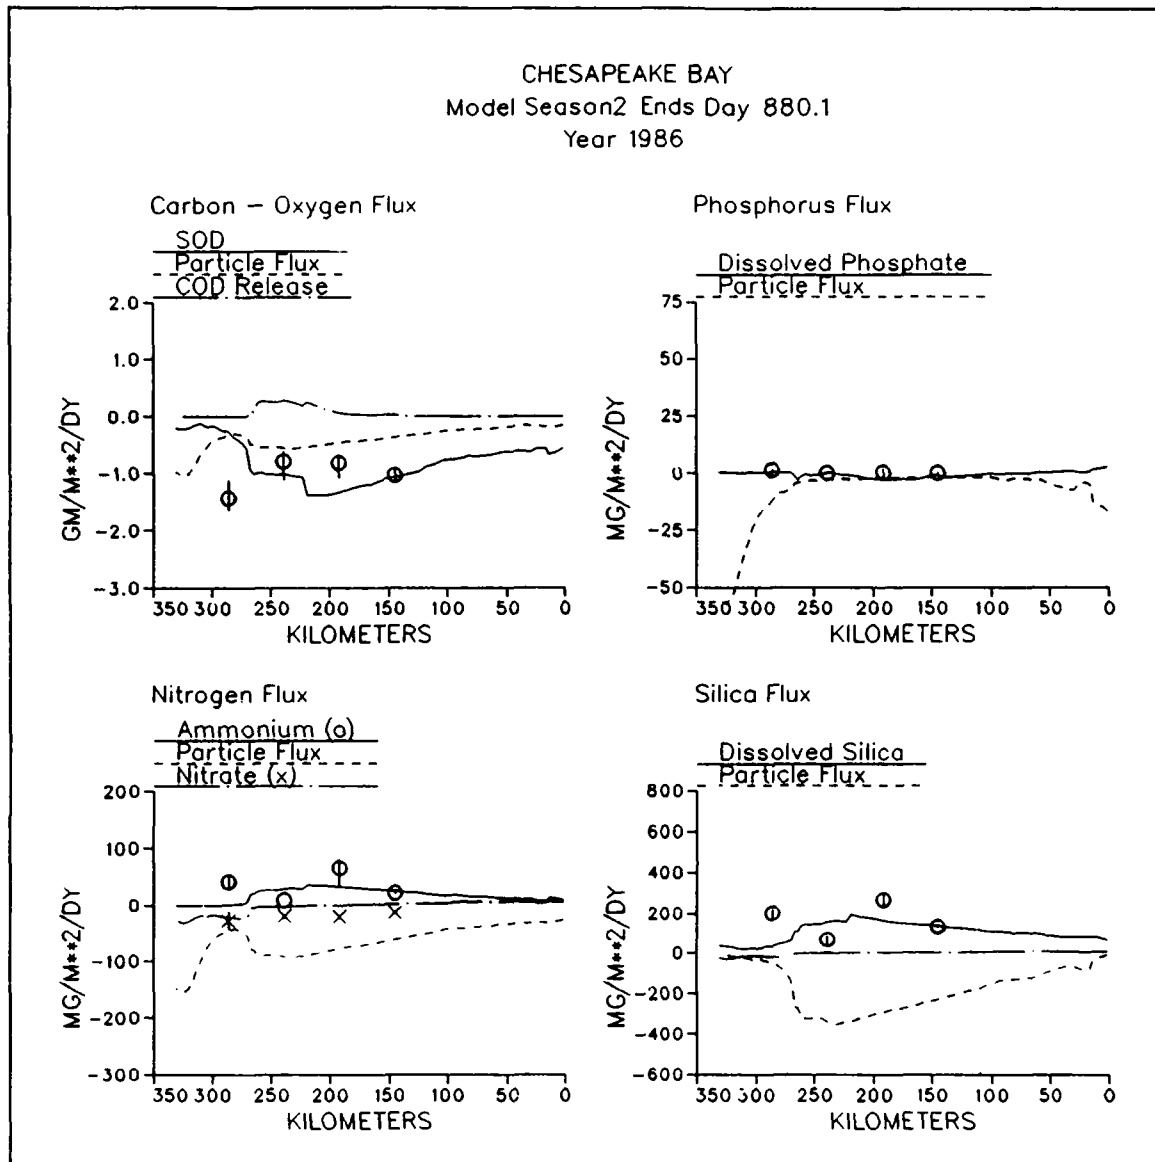 CHESAPEAKE BAY
Model Season2 Ends Day 880.1
Year 1986
Carbon – Oxygen Flux
SOD
Particle Flux
COD Release
2.0
1.0
0.0
-1.0
-2.0
-3.0
GM/M**2/DY
350 300 250 200 150 100 50 0
KILOMETERS
Phosphorus Flux
Dissolved Phosphate
Particle Flux
75
50
25
0
-25
-50
MG/M**2/DY
350 300 250 200 150 100 50 0
KILOMETERS
Nitrogen Flux
Ammonium (o)
Particle Flux
Nitrate (x)
200
100
0
-100
-200
-300
MG/M**2/DY
350 300 250 200 150 100 50 0
KILOMETERS
Silica Flux
Dissolved Silica
Particle Flux
800
600
400
200
0
-200
-400
-600
MG/M**2/DY
350 300 250 200 150 100 50 0
KILOMETERS